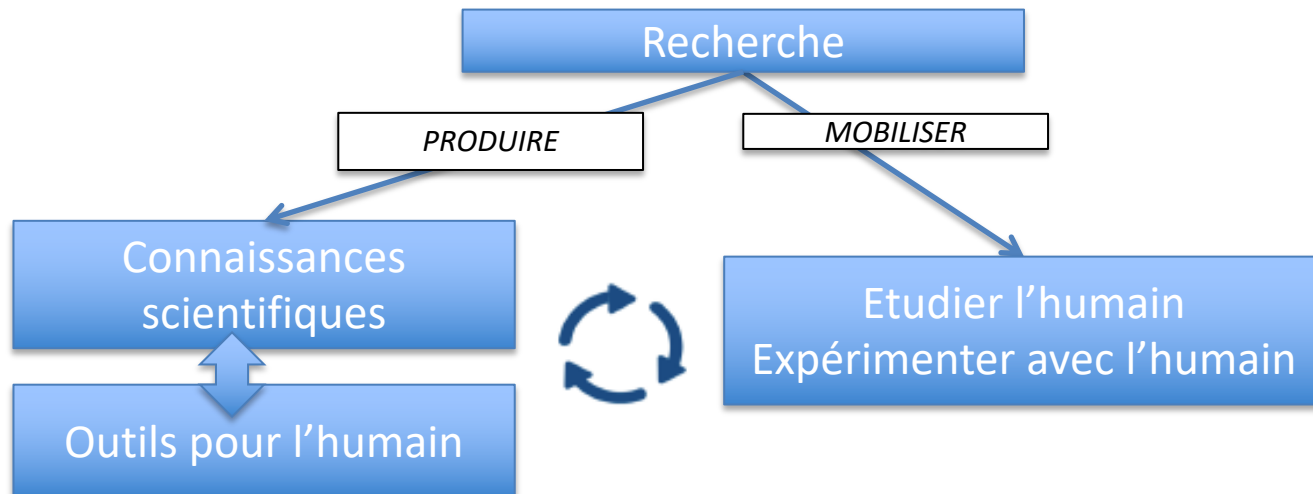 Recherche
PRODUIRE
MOBILISER
Connaissances
scientifiques
Etudier l’humain
Expérimenter avec l’humain
Outils pour l’humain